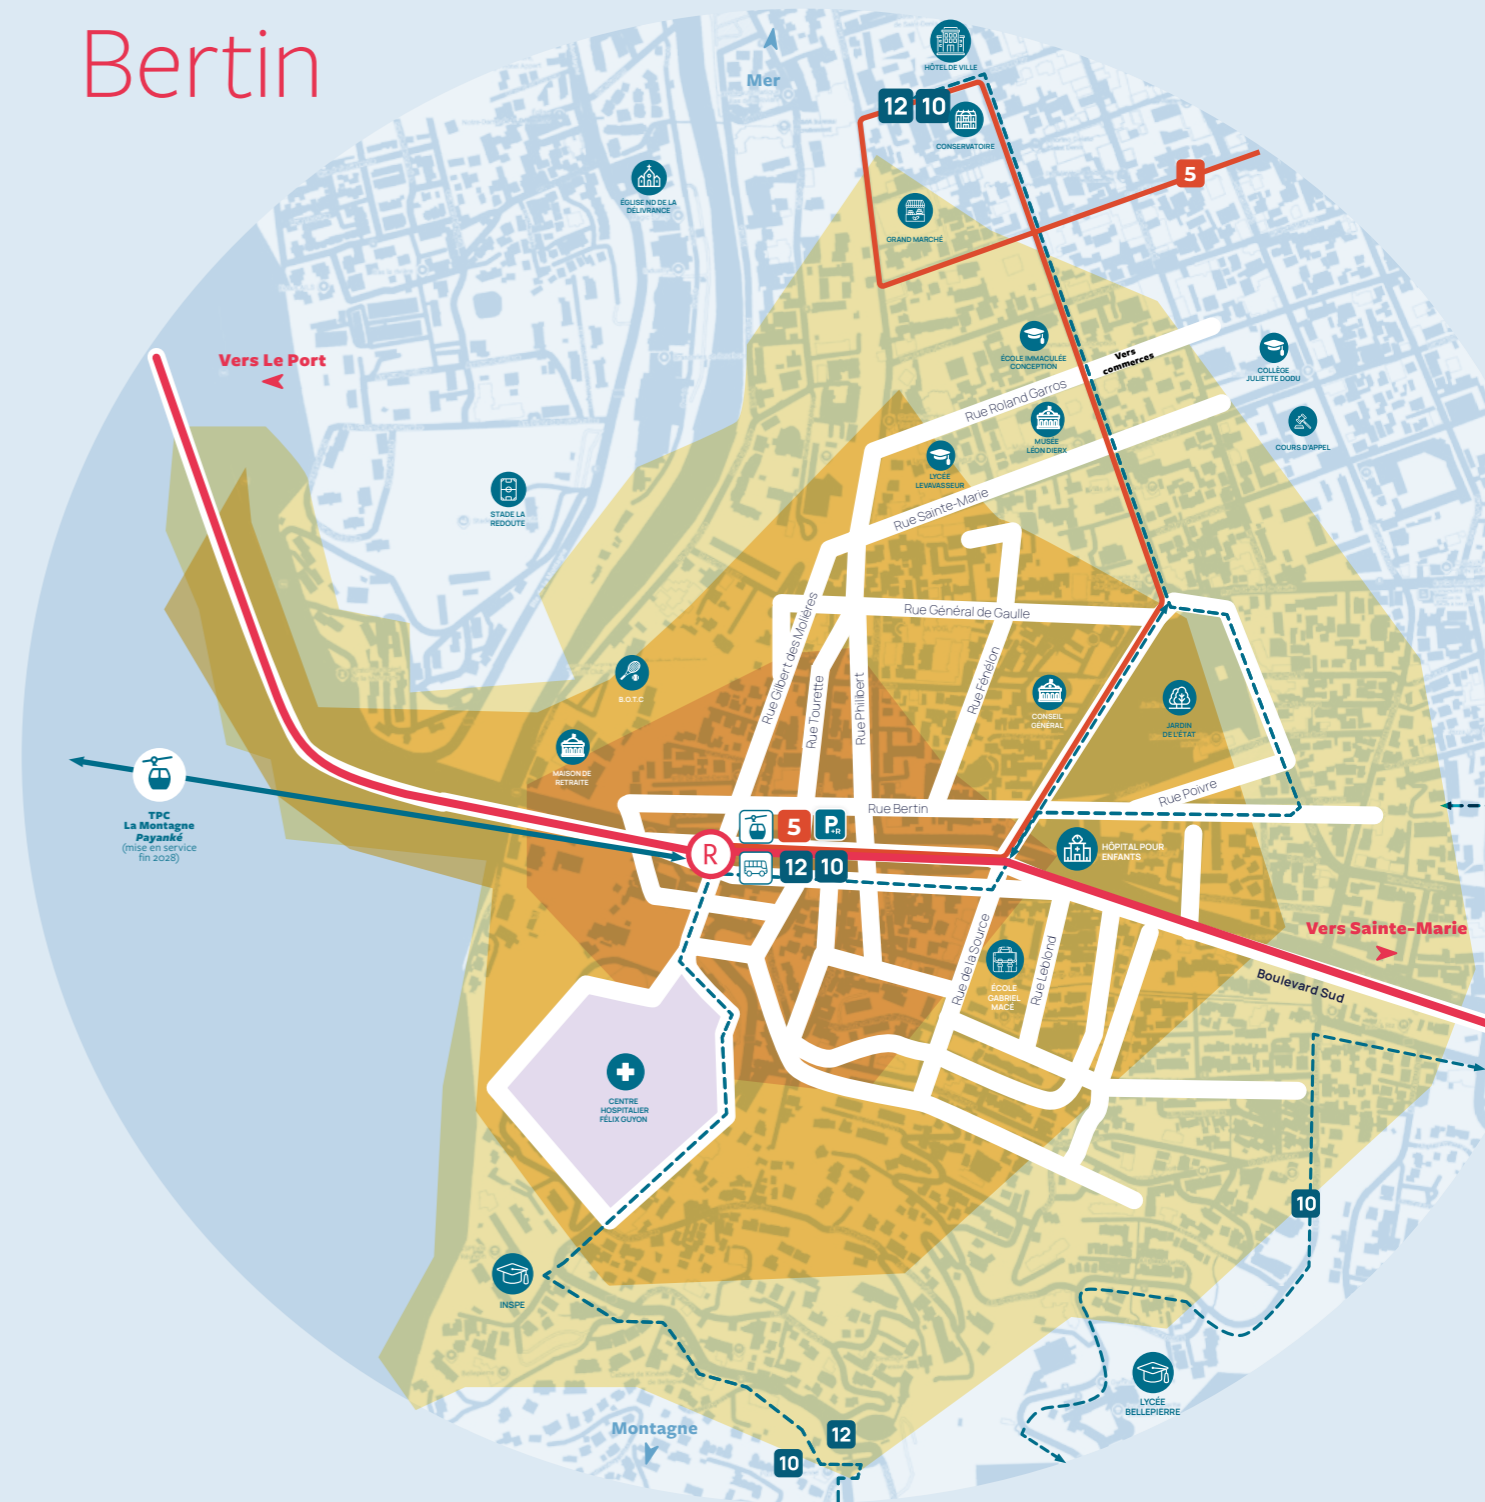 Bertin
Mer
HÔTEL DE VILLE
12
10
CONSERVATOIRE
5
ÉGLISE ND DE LA
DÉLIVRANCE
GRAND MARCHÉ
Vers Le Port
ÉCOLE IMMACULÉE
CONCEPTION
Vers
commerces
COLLÈGE
JULIETTE DODU
Rue Roland Garros
MUSÉE
LÉON DIERX
COURS D'APPEL
LYCÉE
LEVAVASSEUR
STADE LA
REDOUTE
Rue Sainte-Marie
Rue Général de Gaulle
Rue Gilbert des Molières
Rue Tourette
Rue Philibert
Rue Fénélon
B.O.T.C
CONSEIL
GÉNÉRAL
JARDIN
DE L'ÉTAT
MAISON DE
RETRAITE
Rue Poivre
Rue Bertin
TPC
La Montagne
Payanké
(mise en service
fin 2028)
R
5
P+R
12
10
HÔPITAL POUR
ENFANTS
Vers Sainte-Marie
Boulevard Sud
Rue de la Source
Rue Leblond
ÉCOLE
GABRIEL
MACÉ
CENTRE
HOSPITALIER
FÉLIX GUYON
10
INSPE
LYCÉE
BELLEPIERRE
Montagne
12
10